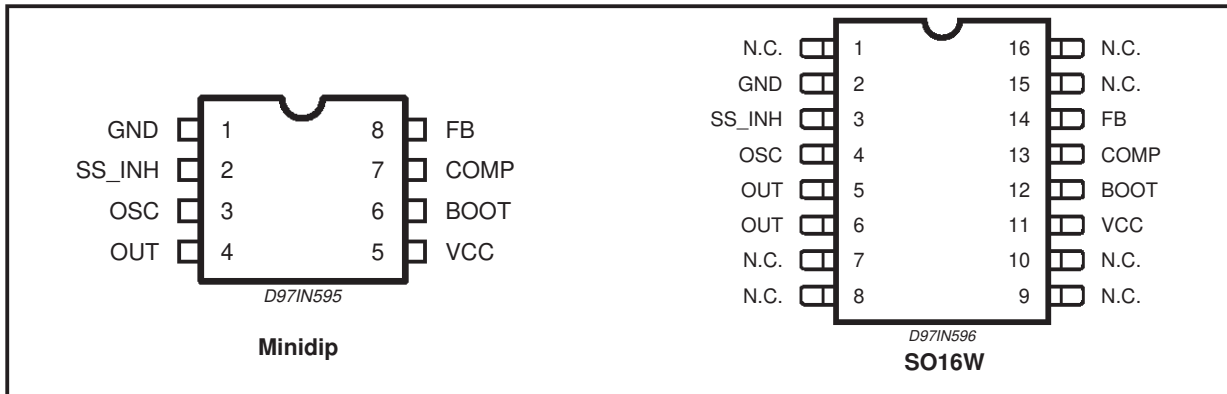 GND 1 8 FB
SS_INH 2 7 COMP
OSC 3 6 BOOT
OUT 4 5 VCC
D97IN595
Minidip
N.C. 1 16 N.C.
GND 2 15 N.C.
SS_INH 3 14 FB
OSC 4 13 COMP
OUT 5 12 BOOT
OUT 6 11 VCC
N.C. 7 10 N.C.
N.C. 8 9 N.C.
D97IN596
SO16W